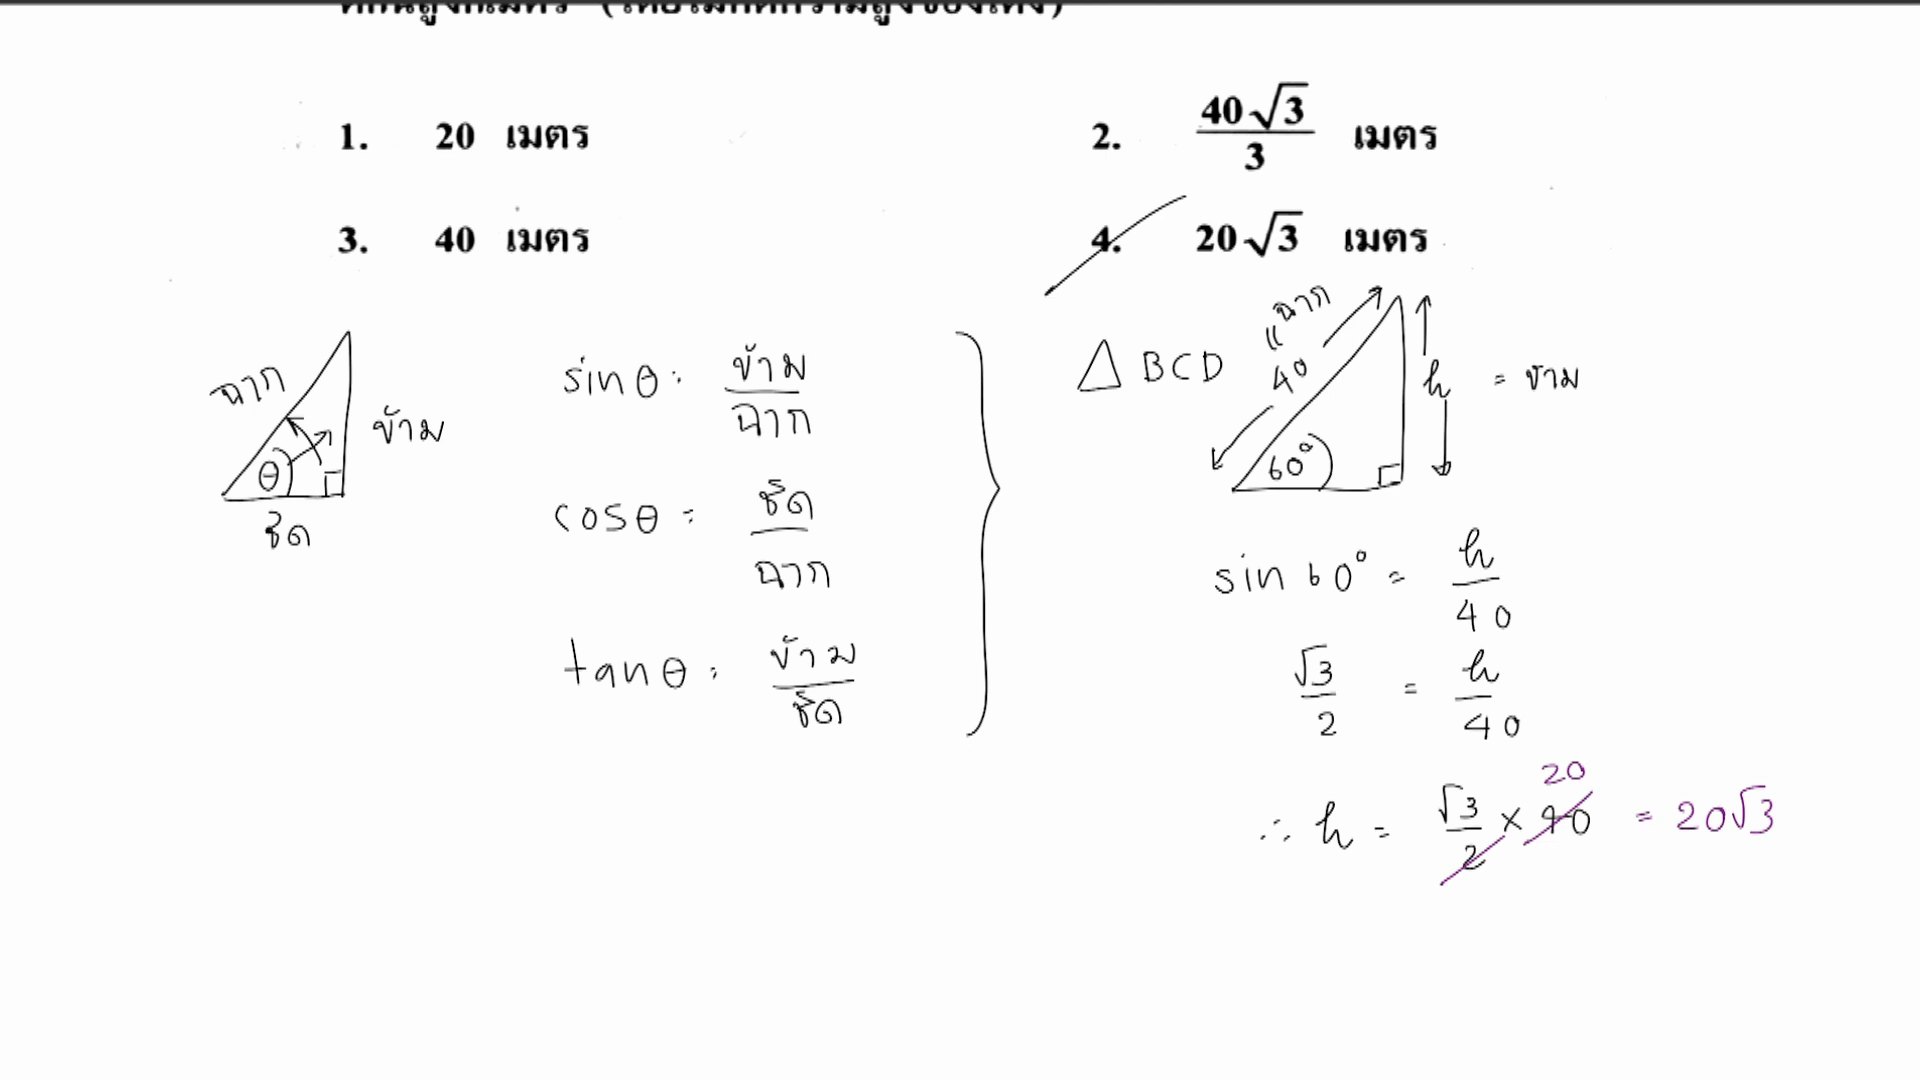 1. 20 เมตร
2. 40√3/3 เมตร
3. 40 เมตร
4. 20√3 เมตร
ฉาก
θ
ข้าม
ชิด
sinθ = ข้าม/ฉาก
cosθ = ชิด/ฉาก
tanθ = ข้าม/ชิด
△ BCD
ฉาก
=
40
60°
h = ข้าม
sin 60° = h/40
√3/2 = h/40
20
∴ h = √3/2 × 40 = 20√3